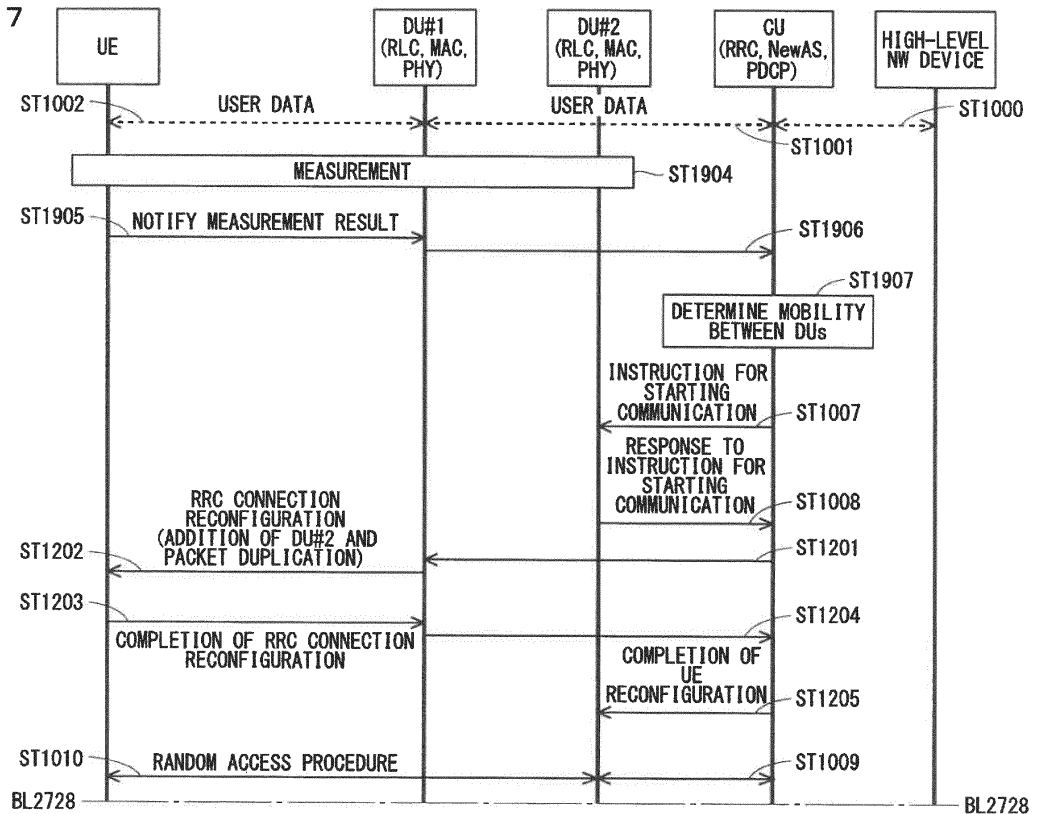 7
UE
DU#1
(RLC, MAC,
PHY)
DU#2
(RLC, MAC,
PHY)
CU
(RRC, NewAS,
PDCP)
HIGH-LEVEL
NW DEVICE
ST1002
USER DATA
USER DATA
ST1000
ST1001
MEASUREMENT
ST1904
ST1905
NOTIFY MEASUREMENT RESULT
ST1906
ST1907
DETERMINE MOBILITY
BETWEEN DUs
INSTRUCTION FOR
STARTING
COMMUNICATION
ST1007
RESPONSE TO
INSTRUCTION FOR
STARTING
COMMUNICATION
ST1008
RRC CONNECTION
RECONFIGURATION
(ADDITION OF DU#2 AND
PACKET DUPLICATION)
ST1202
ST1201
ST1203
ST1204
COMPLETION OF RRC CONNECTION
RECONFIGURATION
COMPLETION OF
UE
RECONFIGURATION
ST1205
ST1010
RANDOM ACCESS PROCEDURE
ST1009
BL2728
BL2728